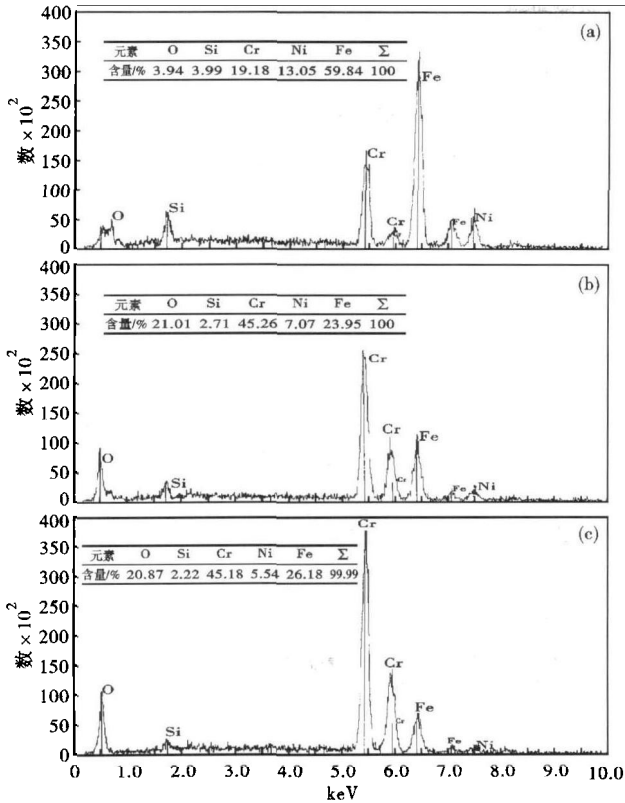 (a)
元素 O Si Cr Ni Fe Σ
含量/% 3.94 3.99 19.18 13.05 59.84 100
400
350
300
250
200
150
100
50
0
数×10²
O
Si
Cr
Cr
Fe
Fe
Ni
(b)
元素 O Si Cr Ni Fe Σ
含量/% 21.01 2.71 45.26 7.07 23.95 100
400
350
300
250
200
150
100
50
0
数×10²
O
Si
Cr
Cr
Cr
Fe
Fe
Ni
(c)
元素 O Si Cr Ni Fe Σ
含量/% 20.87 2.22 45.18 5.54 26.18 99.99
400
350
300
250
200
150
100
50
0
数×10²
O
Si
Cr
Cr
Cr
Fe
Fe
Ni
0 1.0 2.0 3.0 4.0 5.0 6.0 7.0 8.0 9.0 10.0
keV